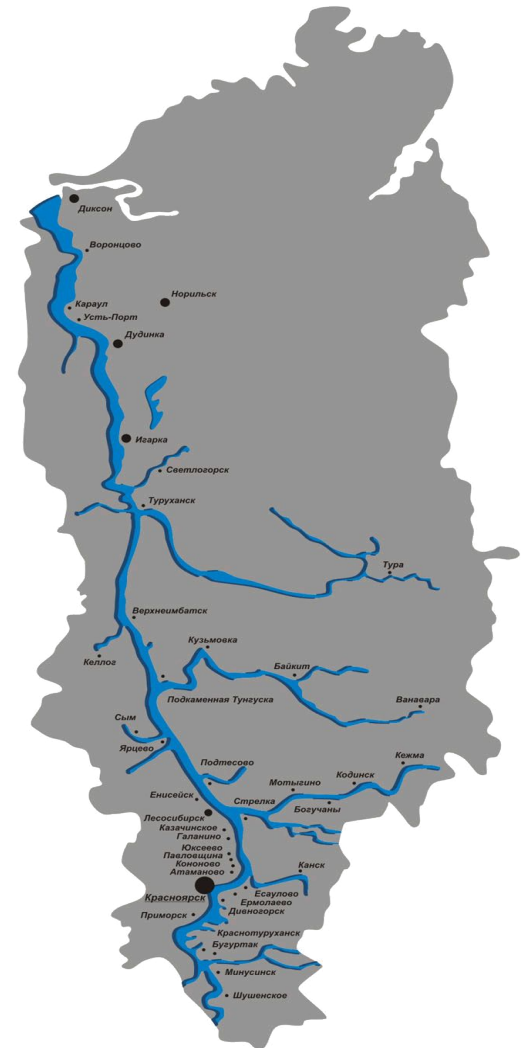 Диксон
Воронцово
Норильск
Караул
Усть-Порт
Дудинка
Игарка
Светлогорск
Туруханск
Тура
Верхнеимбатск
Кузьмовка
Келлог
Байкит
Подкаменная Тунгуска
Ванавара
Сым
Ярцево
Кежма
Подтесово
Кодинск
Мотыгино
Енисейск
Стрелка
Богучаны
Лесосибирск
Казачинское
Галанино
Юксеево
Павловщина
Кононово
Канск
Атаманово
Есаулово
Красноярск
Ермолаево
Дивногорск
Приморск
Краснотуруханск
Бугуртак
Минусинск
Шушенское